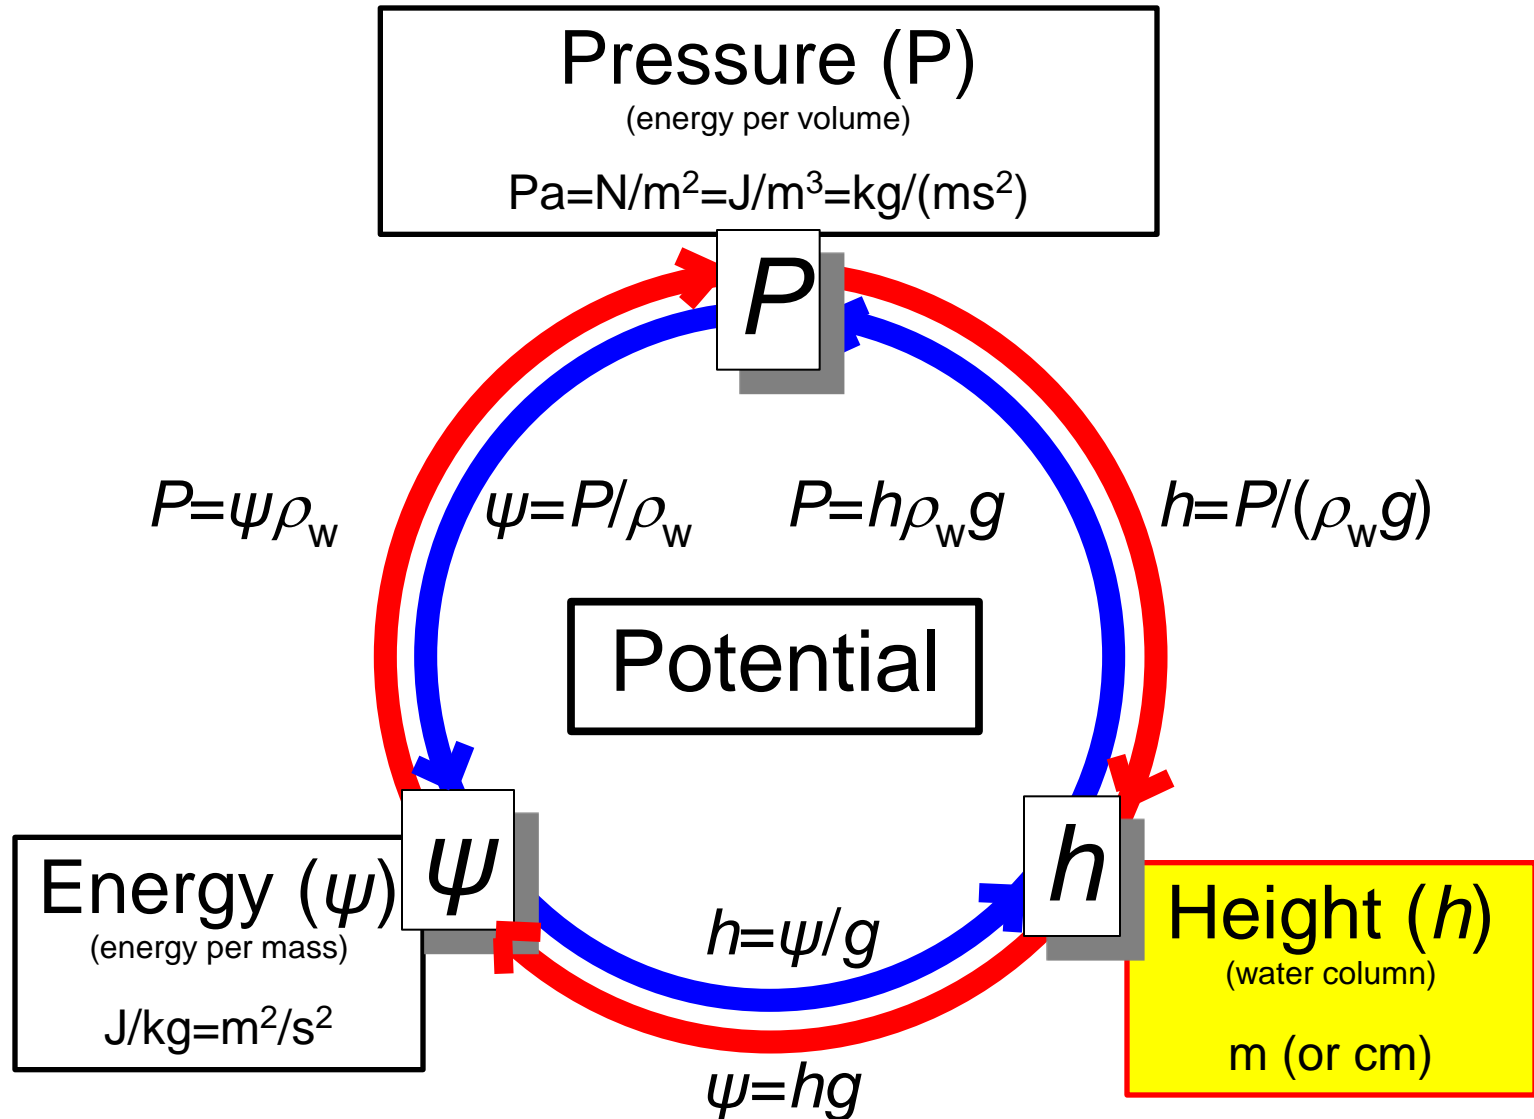 Pressure (P)
(energy per volume)
Pa=N/m²=J/m³=kg/(ms²)
P
P=ψρw
ψ=P/ρw
P=hρwg
h=P/(ρwg)
Potential
ψ
h
Energy (ψ)
(energy per mass)
J/kg=m²/s²
h=ψ/g
ψ=hg
Height (h)
(water column)
m (or cm)